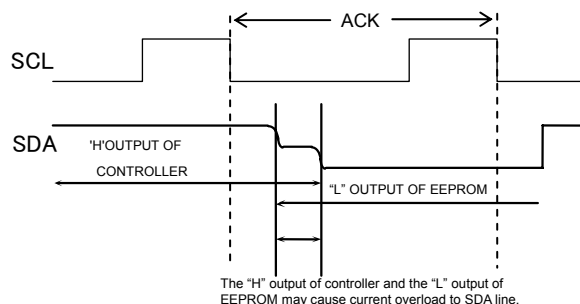 ACK
SCL
SDA
'H'OUTPUT OF
CONTROLLER
“L” OUTPUT OF EEPROM
The “H” output of controller and the “L” output of
EEPROM may cause current overload to SDA line.